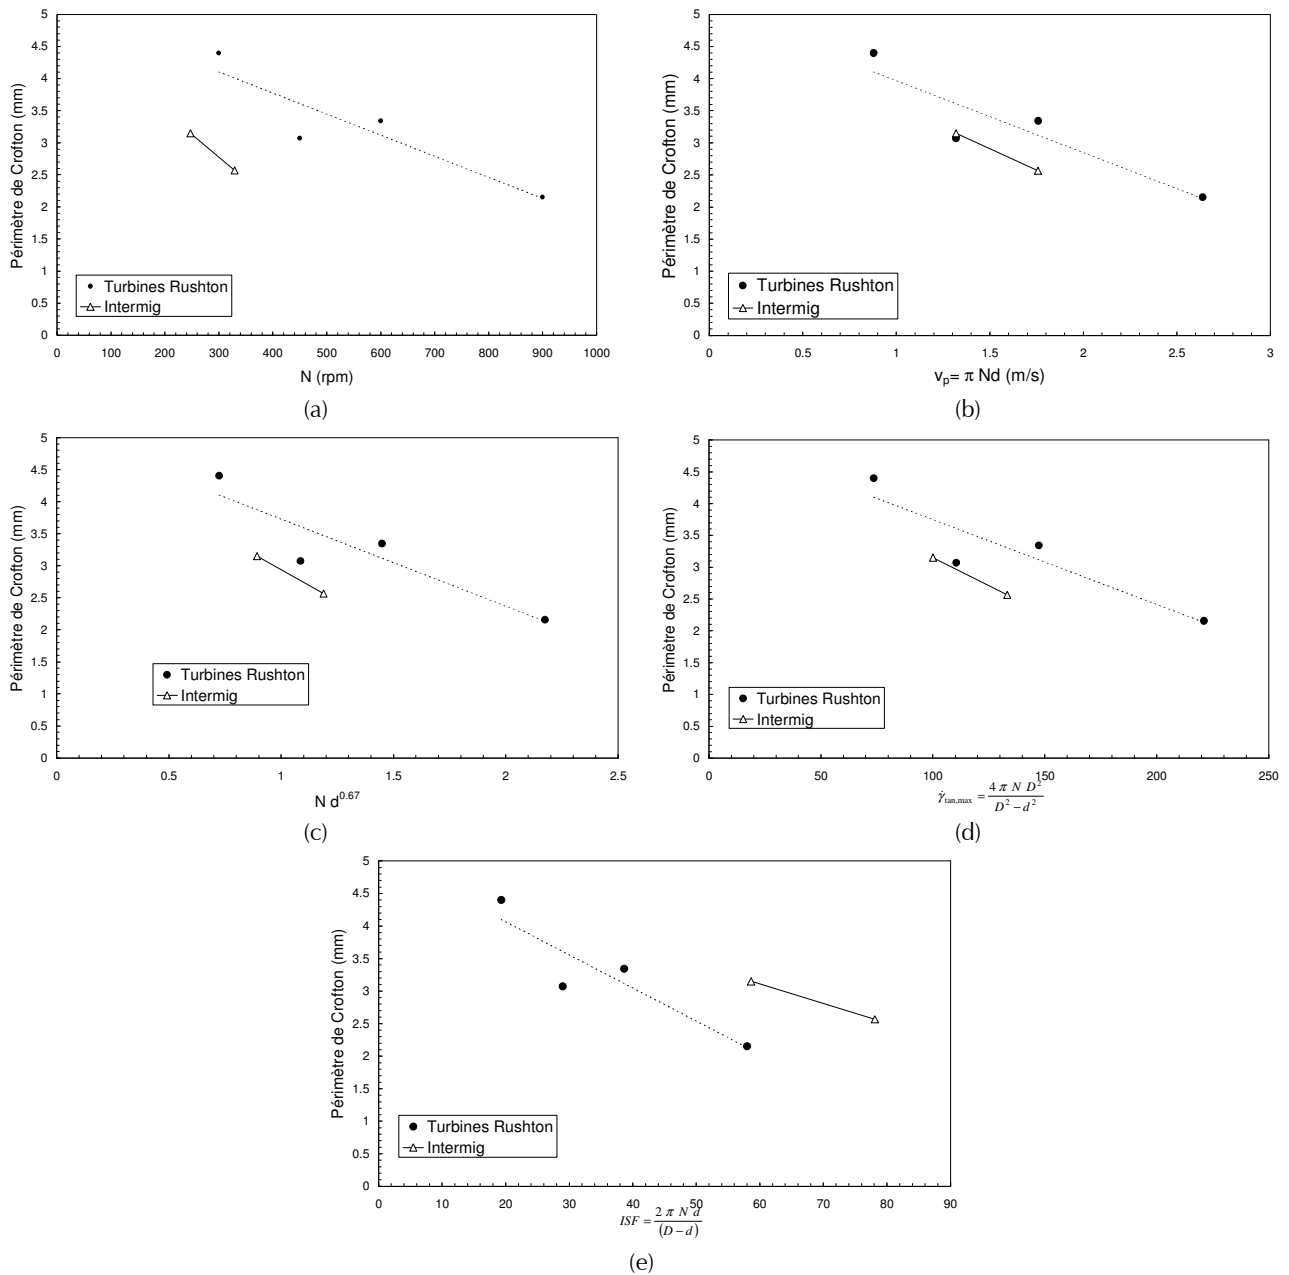 5
4.5
4
3.5
3
2.5
2
1.5
1
0.5
0
Périmètre de Crofton (mm)
Turbines Rushton
Intermig
0 100 200 300 400 500 600 700 800 900 1000
N (rpm)
(a)
5
4.5
4
3.5
3
2.5
2
1.5
1
0.5
0
Périmètre de Crofton (mm)
Turbines Rushton
Intermig
0 0.5 1 1.5 2 2.5 3
v_p= π Nd (m/s)
(b)
5
4.5
4
3.5
3
2.5
2
1.5
1
0.5
0
Périmètre de Crofton (mm)
Turbines Rushton
Intermig
0 0.5 1 1.5 2 2.5
N d^0.67
(c)
5
4.5
4
3.5
3
2.5
2
1.5
1
0.5
0
Périmètre de Crofton (mm)
Turbines Rushton
Intermig
0 50 100 150 200 250
γ̇_tan,max = 4 π N D² / D² − d²
(d)
5
4.5
4
3.5
3
2.5
2
1.5
1
0.5
0
Périmètre de Crofton (mm)
Turbines Rushton
Intermig
0 10 20 30 40 50 60 70 80 90
ISF = 2 π N d / (D − d)
(e)